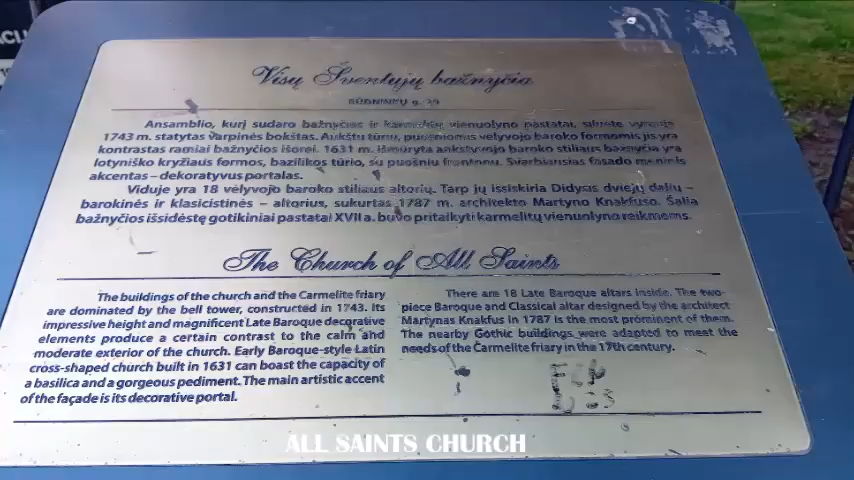 Visų Šventųjų bažnyčia
RŪDNINKŲ g. 20
Ansamblio, kurį sudaro bažnyčios ir karmelitų vienuolyno pastatai, siluete vyrauja
1743 m. statytas varpinės bokštas. Aukštu tūriu, puošniomis vėlyvojo baroko formomis jis yra
kontrastas ramiai bažnyčios išorei. 1631 m. išmūryta ankstyvojo baroko stiliaus bažnyčia yra
lotyniško kryžiaus formos, bazilikos tūrio, su puošniu frontonu. Svarbiausias fasado meninis
akcentas – dekoratyvus portalas.
Viduje yra 18 vėlyvojo baroko stiliaus altorių. Tarp jų išsiskiria Didysis dviejų dalių –
barokinės ir klasicistinės – altorius, sukurtas 1787 m. architekto Martyno Knakfuso. Šalia
bažnyčios išsidėstę gotikiniai pastatai XVII a. buvo pritaikyti karmelitų vienuolyno reikmėms.
The Church of All Saints
The buildings of the church and the Carmelite friary
are dominated by the bell tower, constructed in 1743. Its
impressive height and magnificent Late Baroque decorative
elements produce a certain contrast to the calm and
moderate exterior of the church. Early Baroque-style Latin
cross-shaped church built in 1631 can boast the capacity of
a basilica and a gorgeous pediment. The main artistic accent
of the façade is its decorative portal.
There are 18 Late Baroque altars inside. The two-
piece Baroque and Classical altar designed by the architect
Martynas Knakfus in 1787 is the most prominent of them.
The nearby Gothic buildings were adapted to meet the
needs of the Carmelite friary in the 17th century.
ALL SAINTS CHURCH